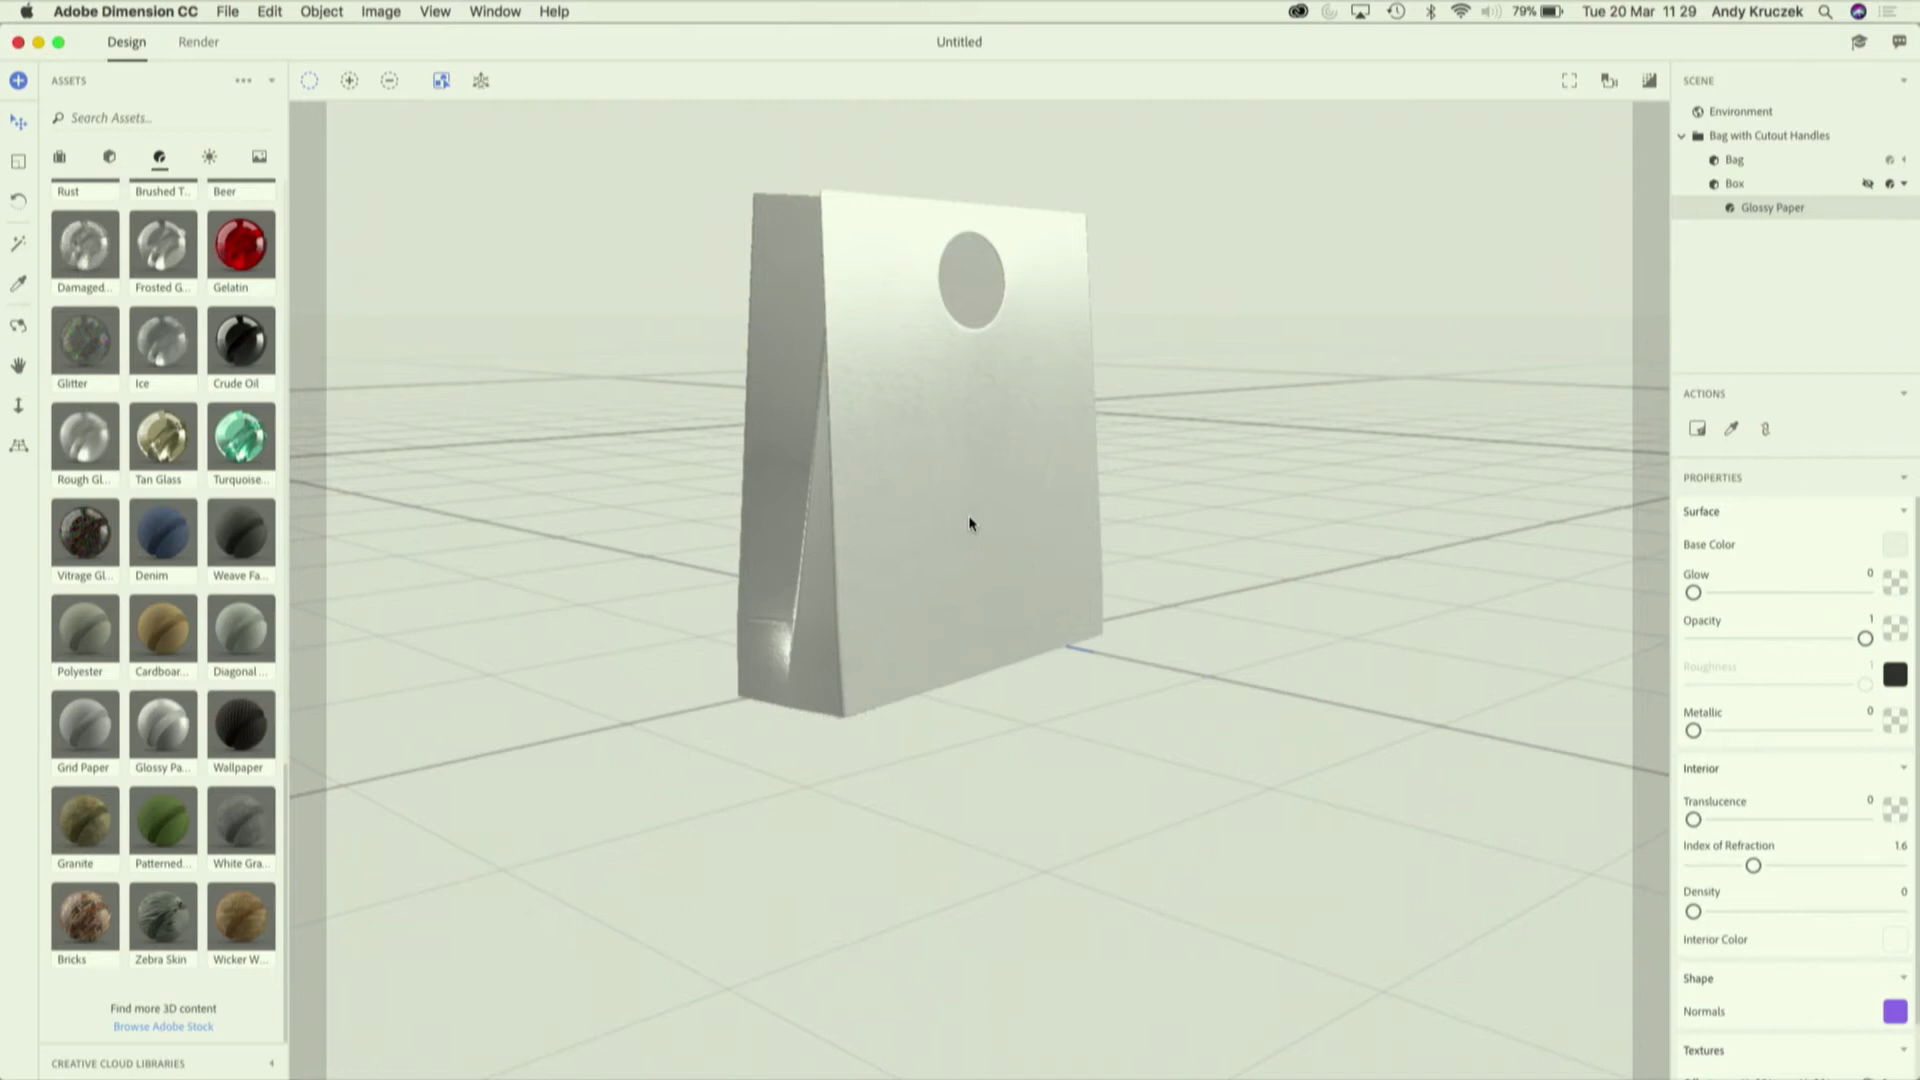 Adobe Dimension CC File Edit Object Image View Window Help 79% Tue 20 Mar 11 29 Andy Kruczek
Design Render Untitled
ASSETS
Search Assets...
Rust Brushed T... Beer
Damaged... Frosted G... Gelatin
Glitter Ice Crude Oil
Rough Gl... Tan Glass Turquoise...
Vitrage Gl... Denim Weave Fa...
Polyester Cardboar... Diagonal ...
Grid Paper Glossy Pa... Wallpaper
Granite Patterned... White Gra...
Bricks Zebra Skin Wicker W...
Find more 3D content
Browse Adobe Stock
CREATIVE CLOUD LIBRARIES
SCENE
Environment
Bag with Cutout Handles
Bag
Box
Glossy Paper
ACTIONS
PROPERTIES
Surface
Base Color
Glow 0
Opacity 1
Roughness 1
Metallic 0
Interior
Translucence 0
Index of Refraction 1.6
Density 0
Interior Color
Shape
Normals
Textures